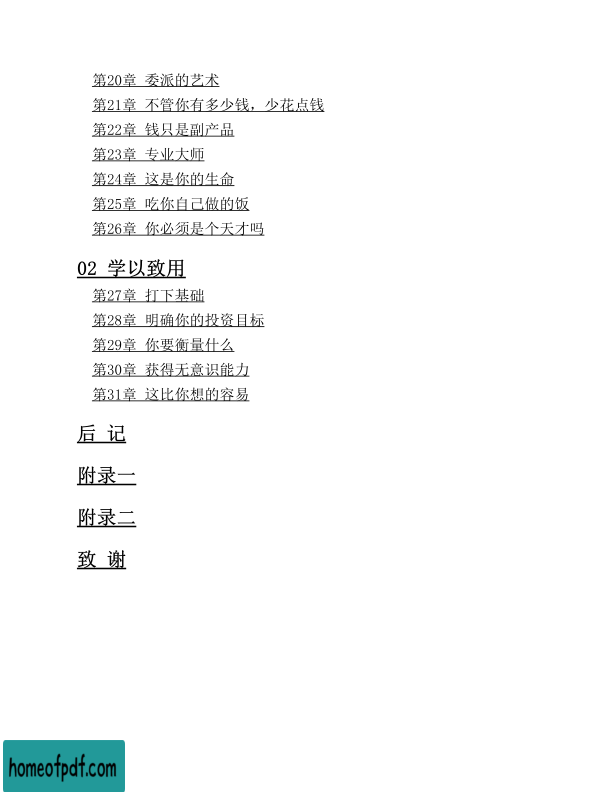 第20章 委派的艺术
第21章 不管你有多少钱，少花点钱
第22章 钱只是副产品
第23章 专业大师
第24章 这是你的生命
第25章 吃你自己做的饭
第26章 你必须是个天才吗
02 学以致用
第27章 打下基础
第28章 明确你的投资目标
第29章 你要衡量什么
第30章 获得无意识能力
第31章 这比你想的容易
后 记
附录一
附录二
致 谢
homeofpdf.com